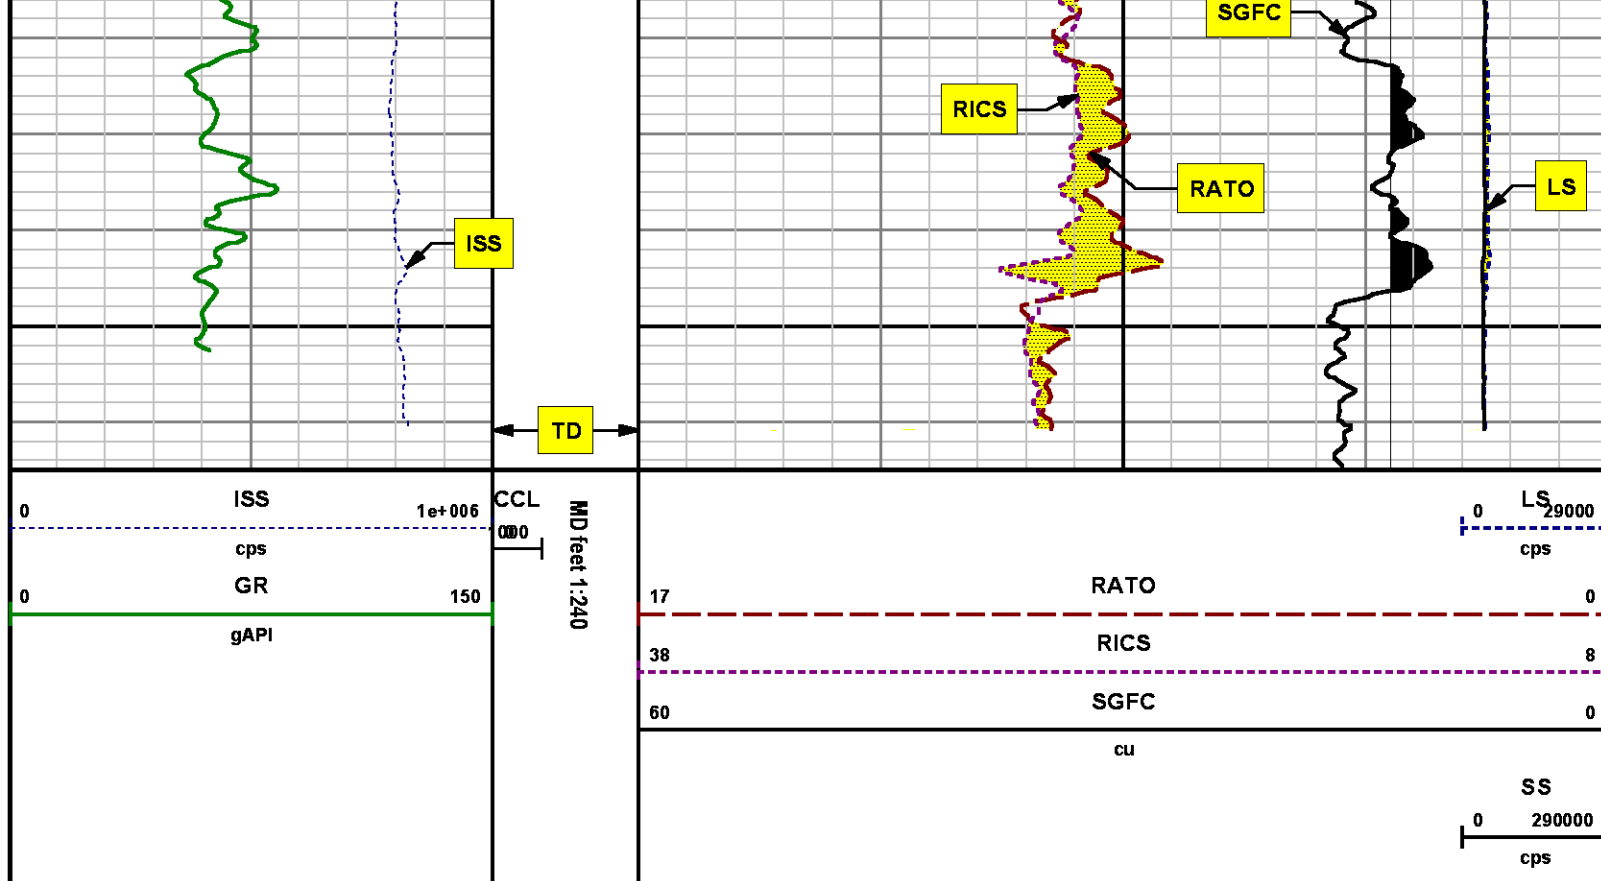 SGFC
RICS
RATO
LS
ISS
TD
ISS
0 1e+006
cps
GR
0 150
gAPI
CCL
MD feet 1:240
LS
0 29000
cps
RATO
17 0
RICS
38 8
SGFC
60 0
cu
SS
0 290000
cps